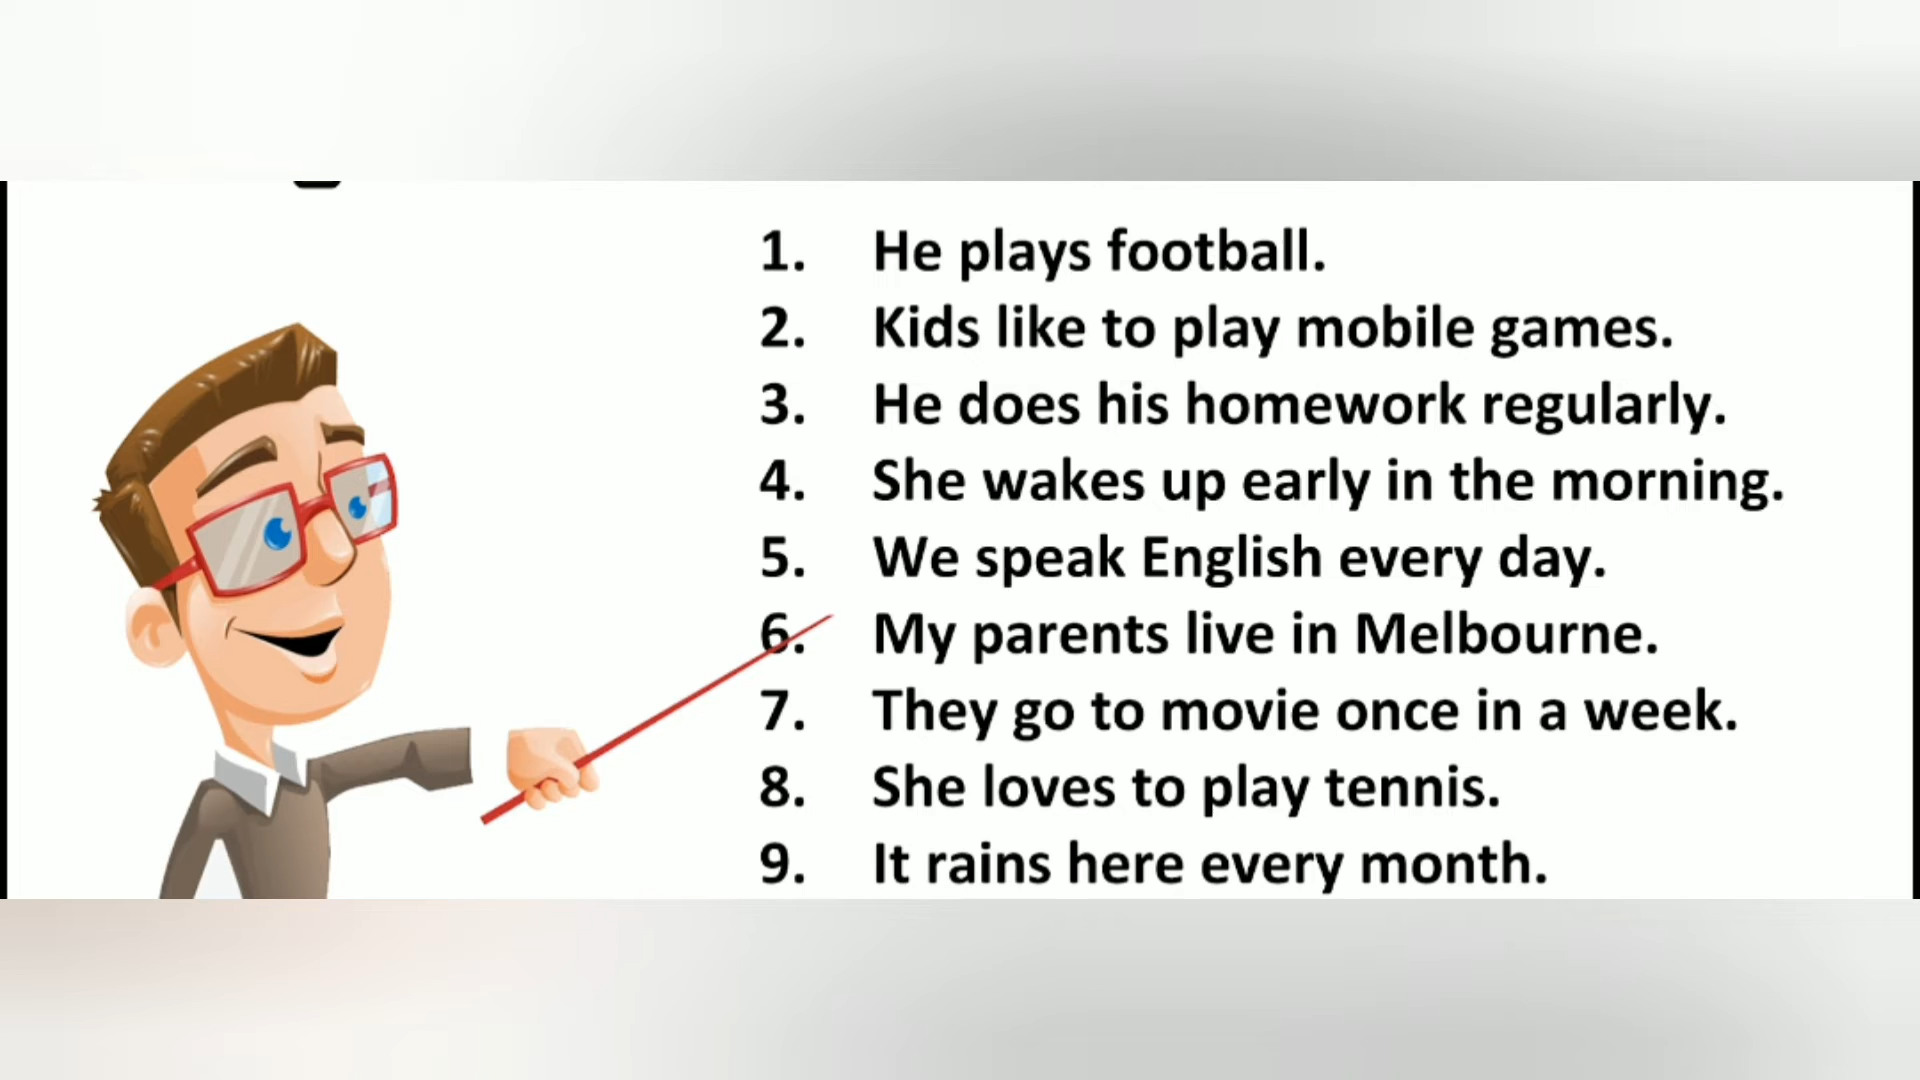 1. He plays football.
2. Kids like to play mobile games.
3. He does his homework regularly.
4. She wakes up early in the morning.
5. We speak English every day.
6. My parents live in Melbourne.
7. They go to movie once in a week.
8. She loves to play tennis.
9. It rains here every month.